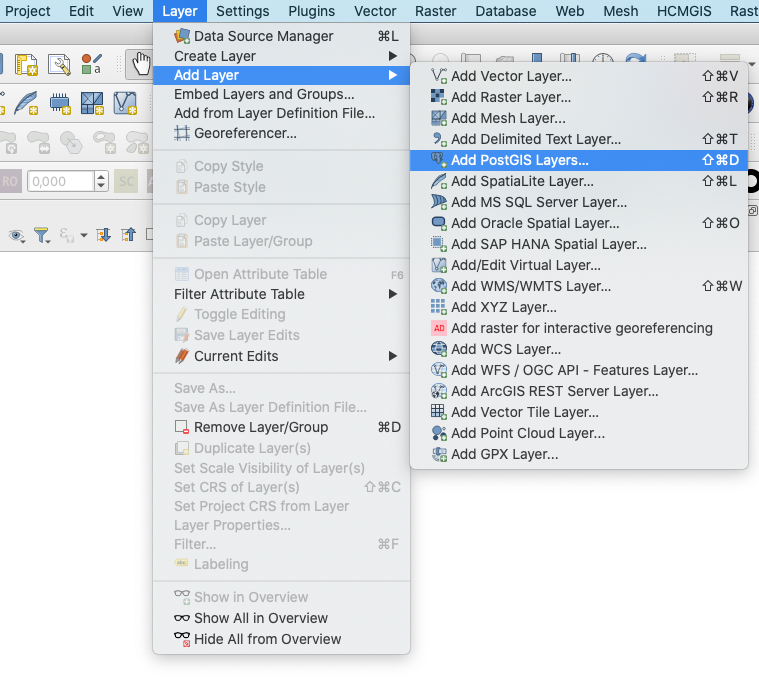 Project Edit View Layer Settings Plugins Vector Raster Database Web Mesh HCMGIS Rast
Data Source Manager ⌘L
Create Layer
Add Layer
Embed Layers and Groups...
Add from Layer Definition File...
Georeferencer...
Copy Style
Paste Style
Copy Layer
Paste Layer/Group
Open Attribute Table F6
Filter Attribute Table
Toggle Editing
Save Layer Edits
Current Edits
Save As...
Save As Layer Definition File...
Remove Layer/Group ⌘D
Duplicate Layer(s)
Set Scale Visibility of Layer(s)
Set CRS of Layer(s) ⇧⌘C
Set Project CRS from Layer
Layer Properties...
Filter... ⌘F
abc Labeling
Show in Overview
Show All in Overview
Hide All from Overview
Add Vector Layer... ⇧⌘V
Add Raster Layer... ⇧⌘R
Add Mesh Layer...
Add Delimited Text Layer... ⇧⌘T
Add PostGIS Layers... ⇧⌘D
Add SpatiaLite Layer... ⇧⌘L
Add MS SQL Server Layer...
Add Oracle Spatial Layer... ⇧⌘O
Add SAP HANA Spatial Layer...
Add/Edit Virtual Layer...
Add WMS/WMTS Layer... ⇧⌘W
Add XYZ Layer...
AD Add raster for interactive georeferencing
Add WCS Layer...
Add WFS / OGC API - Features Layer...
Add ArcGIS REST Server Layer...
Add Vector Tile Layer...
Add Point Cloud Layer...
Add GPX Layer...
a
RO 0,000 SC
ε